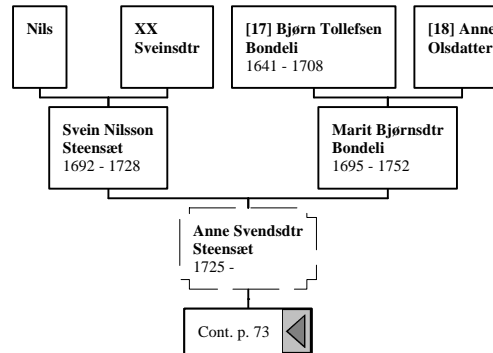 Nils
XX
Sveinsdtr
[17] Bjørn Tollefsen
Bondeli
1641 - 1708
[18] Anne
Olsdatter
Svein Nilsson
Steensæt
1692 - 1728
Marit Bjørnsdtr
Bondeli
1695 - 1752
Anne Svendsdtr
Steensæt
1725 -
Cont. p. 73